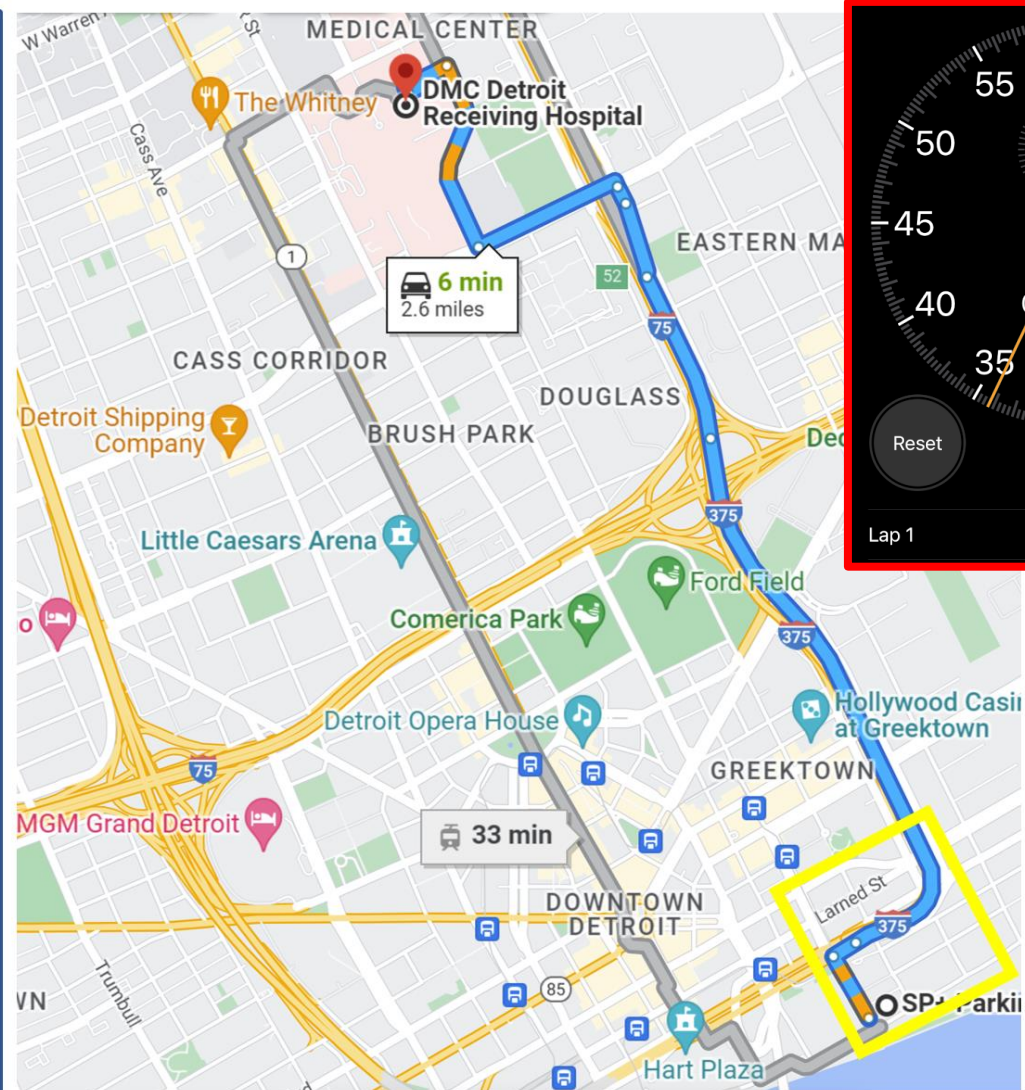 W Warren
MEDICAL CENTER
The Whitney
DMC Detroit
Receiving Hospital
Cass Ave
1
EASTERN MA
6 min
2.6 miles
52
75
CASS CORRIDOR
DOUGLASS
Detroit Shipping
Company
BRUSH PARK
375
Little Caesars Arena
Ford Field
Comerica Park
375
Detroit Opera House
Hollywood Casi
at Greektown
75
GREEKTOWN
MGM Grand Detroit
33 min
DOWNTOWN
DETROIT
Larned St
375
85
Trumbull
WN
SP+ Parki
Hart Plaza
55
50
45
40
35
Reset
Lap 1